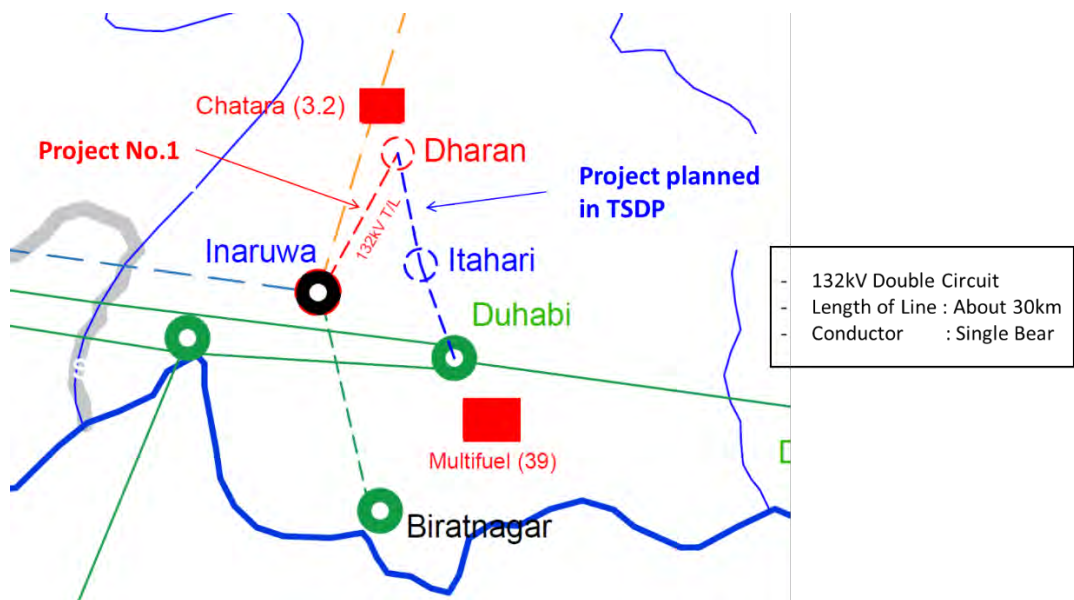 Chatara (3.2)
Project No.1
Dharan
Project planned
in TSDP
132kV T/L
Inaruwa
Itahari
Duhabi
- 132kV Double Circuit
- Length of Line : About 30km
- Conductor : Single Bear
Multifuel (39)
Biratnagar